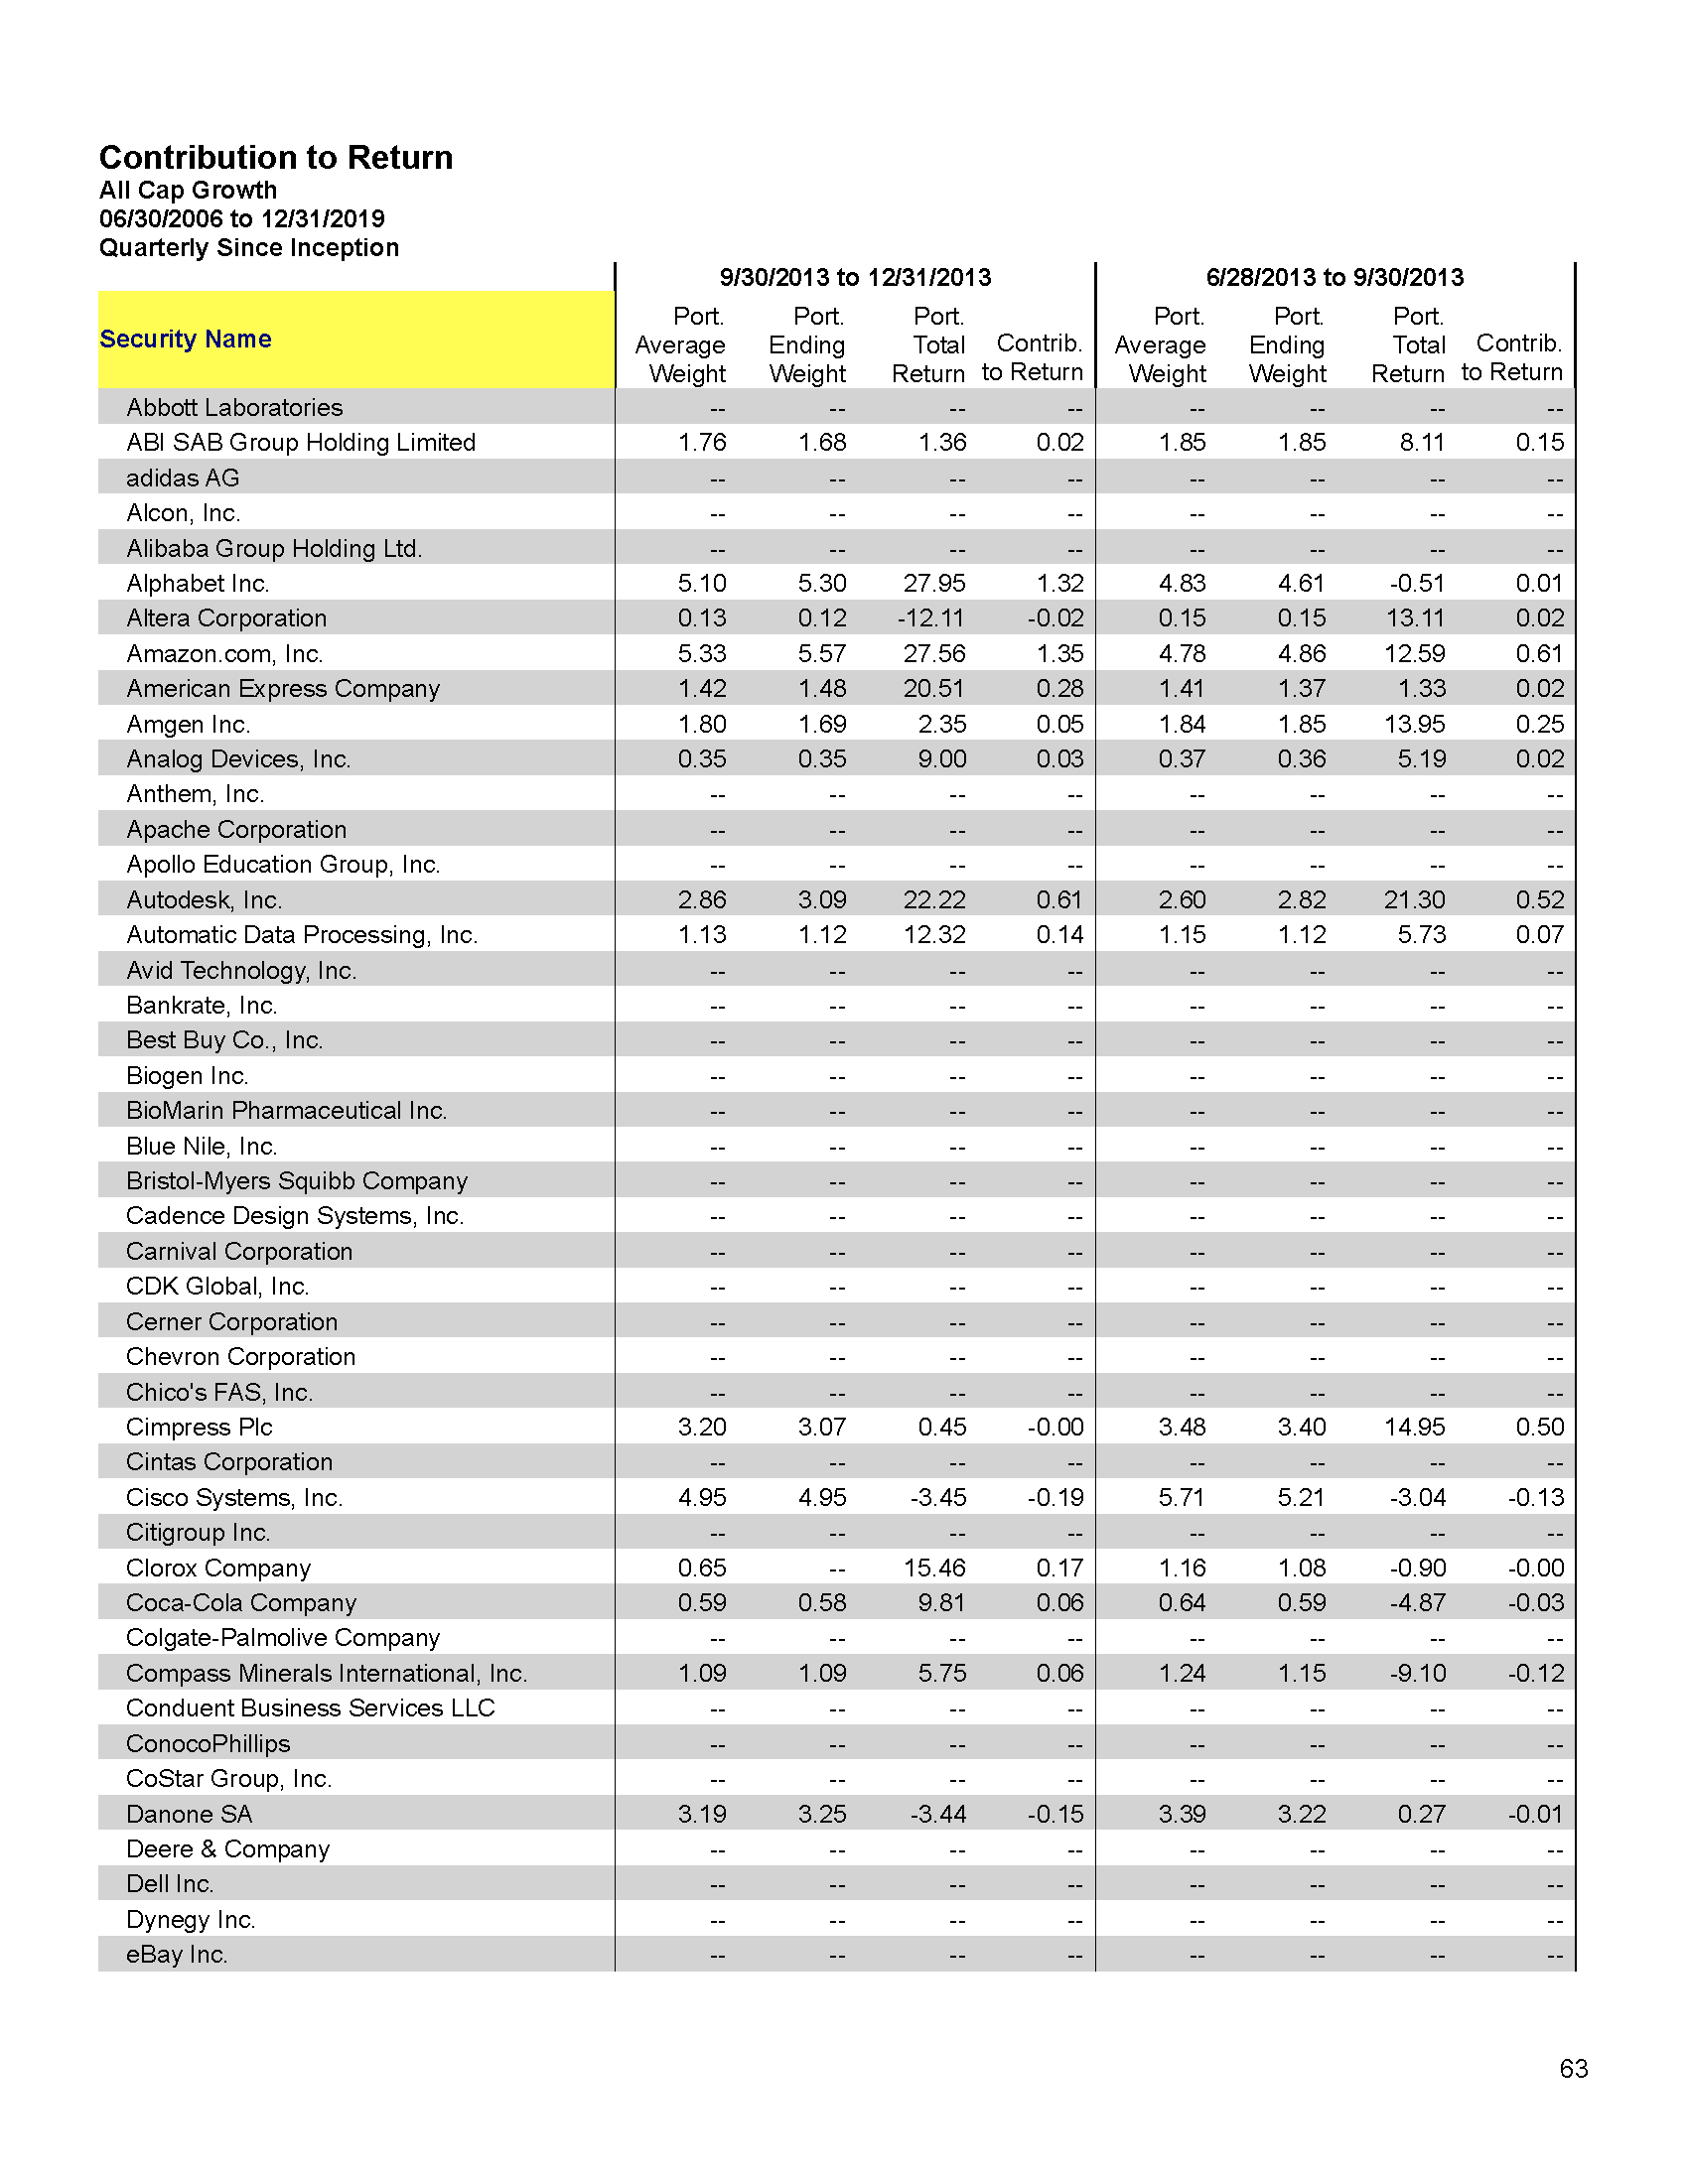 Contribution to Return
All Cap Growth
06/30/2006 to 12/31/2019
Quarterly Since Inception
9/30/2013 to 12/31/2013 6/28/2013 to 9/30/2013
Security Name Port. Average Weight Port. Ending Weight Port. Total Return Contrib. to Return Port. Average Weight Port. Ending Weight Port. Total Return Contrib. to Return
Abbott Laboratories -- -- -- -- -- -- -- --
ABI SAB Group Holding Limited 1.76 1.68 1.36 0.02 1.85 1.85 8.11 0.15
adidas AG -- -- -- -- -- -- -- --
Alcon, Inc. -- -- -- -- -- -- -- --
Alibaba Group Holding Ltd. -- -- -- -- -- -- -- --
Alphabet Inc. 5.10 5.30 27.95 1.32 4.83 4.61 -0.51 0.01
Altera Corporation 0.13 0.12 -12.11 -0.02 0.15 0.15 13.11 0.02
Amazon.com, Inc. 5.33 5.57 27.56 1.35 4.78 4.86 12.59 0.61
American Express Company 1.42 1.48 20.51 0.28 1.41 1.37 1.33 0.02
Amgen Inc. 1.80 1.69 2.35 0.05 1.84 1.85 13.95 0.25
Analog Devices, Inc. 0.35 0.35 9.00 0.03 0.37 0.36 5.19 0.02
Anthem, Inc. -- -- -- -- -- -- -- --
Apache Corporation -- -- -- -- -- -- -- --
Apollo Education Group, Inc. -- -- -- -- -- -- -- --
Autodesk, Inc. 2.86 3.09 22.22 0.61 2.60 2.82 21.30 0.52
Automatic Data Processing, Inc. 1.13 1.12 12.32 0.14 1.15 1.12 5.73 0.07
Avid Technology, Inc. -- -- -- -- -- -- -- --
Bankrate, Inc. -- -- -- -- -- -- -- --
Best Buy Co., Inc. -- -- -- -- -- -- -- --
Biogen Inc. -- -- -- -- -- -- -- --
BioMarin Pharmaceutical Inc. -- -- -- -- -- -- -- --
Blue Nile, Inc. -- -- -- -- -- -- -- --
Bristol-Myers Squibb Company -- -- -- -- -- -- -- --
Cadence Design Systems, Inc. -- -- -- -- -- -- -- --
Carnival Corporation -- -- -- -- -- -- -- --
CDK Global, Inc. -- -- -- -- -- -- -- --
Cerner Corporation -- -- -- -- -- -- -- --
Chevron Corporation -- -- -- -- -- -- -- --
Chico's FAS, Inc. -- -- -- -- -- -- -- --
Cimpress Plc 3.20 3.07 0.45 -0.00 3.48 3.40 14.95 0.50
Cintas Corporation -- -- -- -- -- -- -- --
Cisco Systems, Inc. 4.95 4.95 -3.45 -0.19 5.71 5.21 -3.04 -0.13
Citigroup Inc. -- -- -- -- -- -- -- --
Clorox Company 0.65 -- 15.46 0.17 1.16 1.08 -0.90 -0.00
Coca-Cola Company 0.59 0.58 9.81 0.06 0.64 0.59 -4.87 -0.03
Colgate-Palmolive Company -- -- -- -- -- -- -- --
Compass Minerals International, Inc. 1.09 1.09 5.75 0.06 1.24 1.15 -9.10 -0.12
Conduent Business Services LLC -- -- -- -- -- -- -- --
ConocoPhillips -- -- -- -- -- -- -- --
CoStar Group, Inc. -- -- -- -- -- -- -- --
Danone SA 3.19 3.25 -3.44 -0.15 3.39 3.22 0.27 -0.01
Deere & Company -- -- -- -- -- -- -- --
Dell Inc. -- -- -- -- -- -- -- --
Dynegy Inc. -- -- -- -- -- -- -- --
eBay Inc. -- -- -- -- -- -- -- --
63